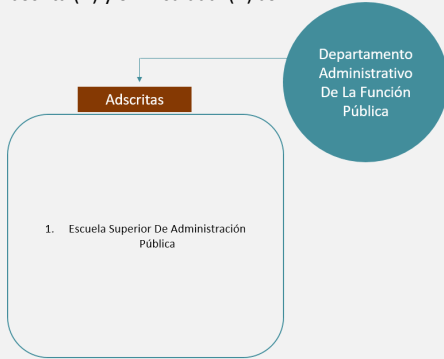 Departamento
Administrativo
De La Función
Pública
Adscritas
1. Escuela Superior De Administración
Pública